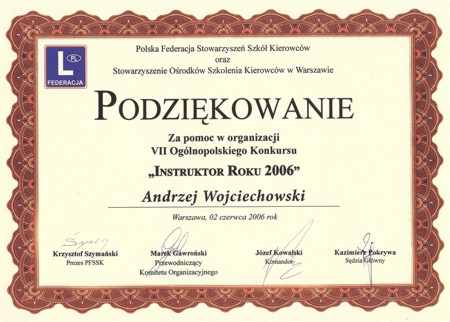 Polska Federacja Stowarzyszeń Szkół Kierowców
oraz
Stowarzyszenie Ośrodków Szkolenia Kierowców w Warszawie
L
PL
FEDERACJA
PODZIĘKOWANIE
Za pomoc w organizacji
VII Ogólnopolskiego Konkursu
„INSTRUKTOR ROKU 2006”
Andrzej Wojciechowski
Warszawa, 02 czerwca 2006 rok
Krzysztof Szymański
Prezes PFSSK
Marek Gawroński
Przewodniczący
Komitetu Organizacyjnego
Józef Kowalski
Komandor
Kazimierz Pokrywa
Sędzia Główny